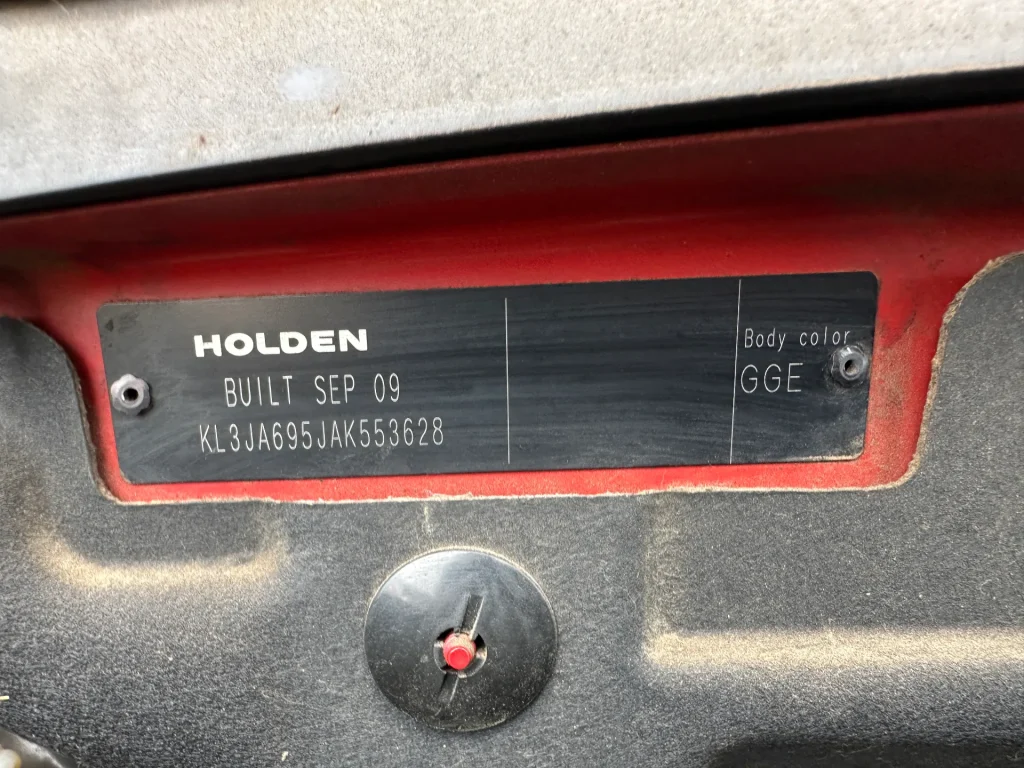 HOLDEN
BUILT SEP 09
KL3JA695JAK553628
Body color
GGE